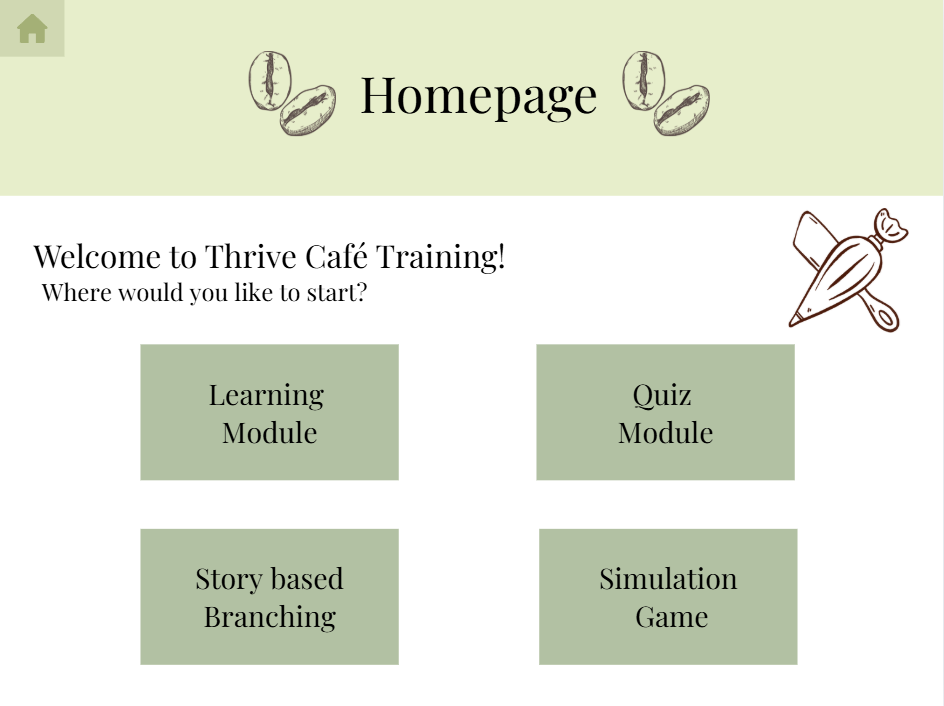 Homepage
Welcome to Thrive Café Training!
Where would you like to start?
Learning
Module
Quiz
Module
Story based
Branching
Simulation
Game